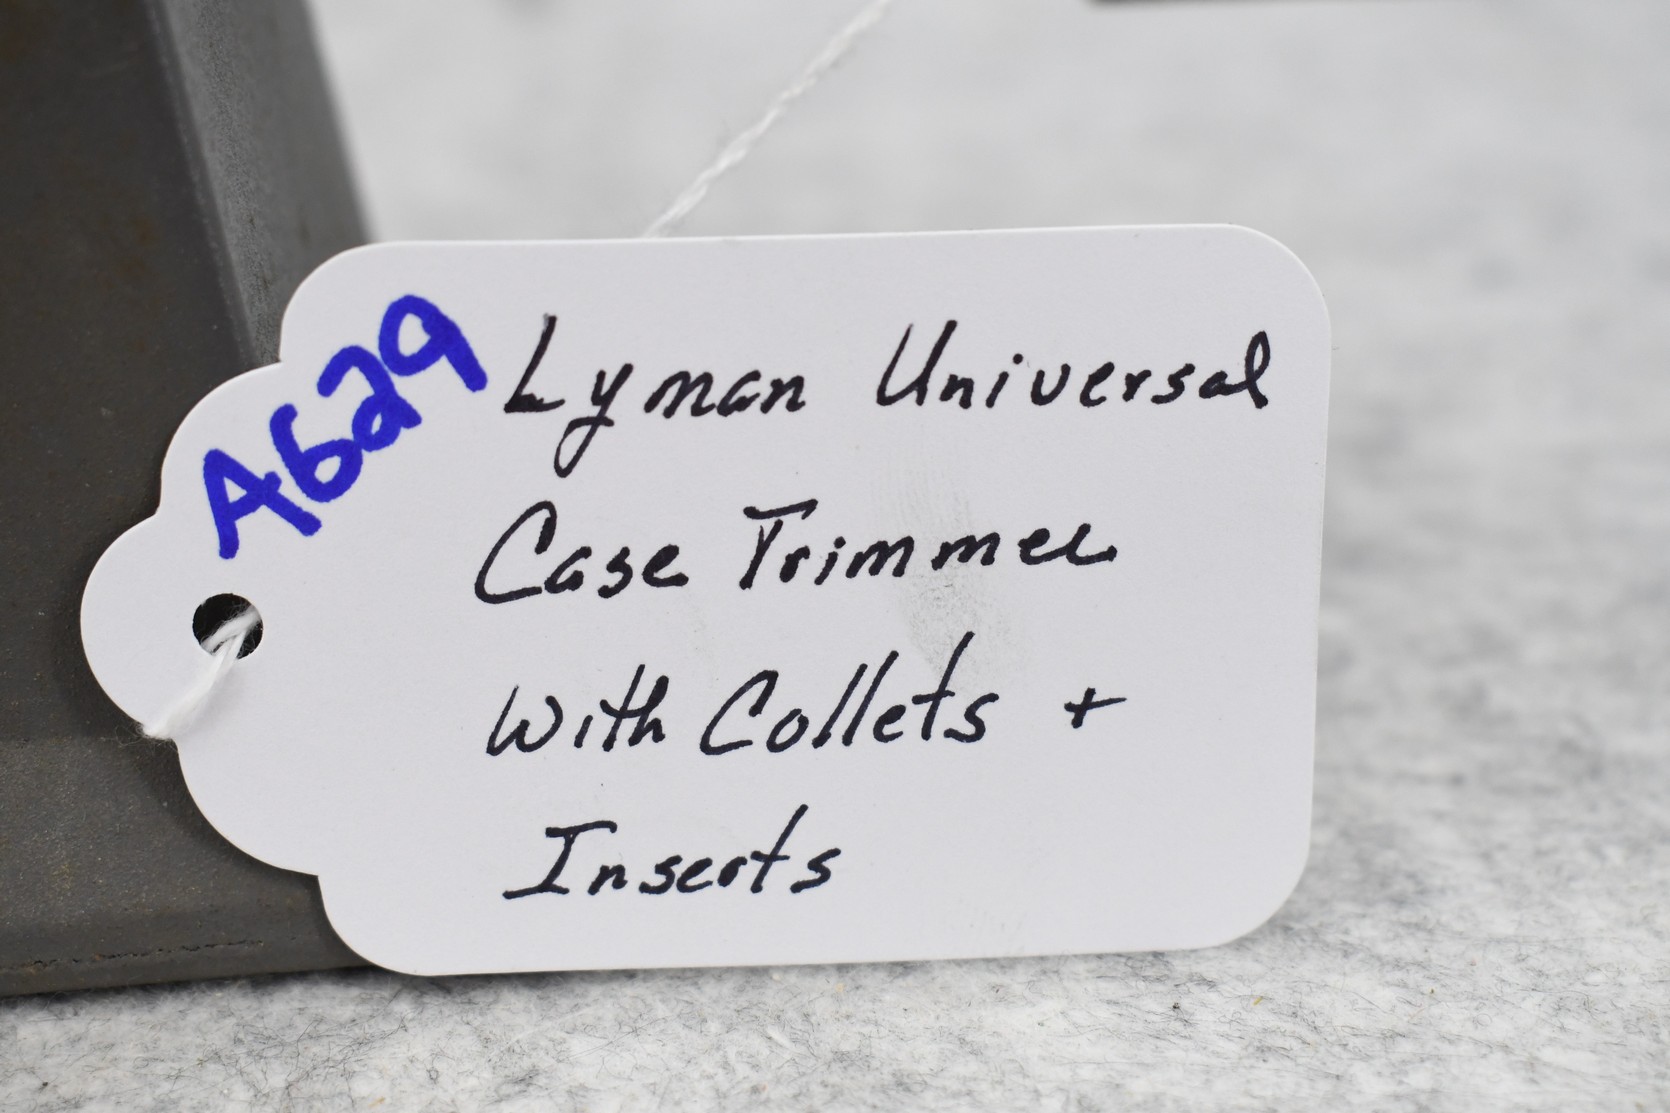 A629
Lyman Universal
Case Trimmer
with Collets +
Inserts